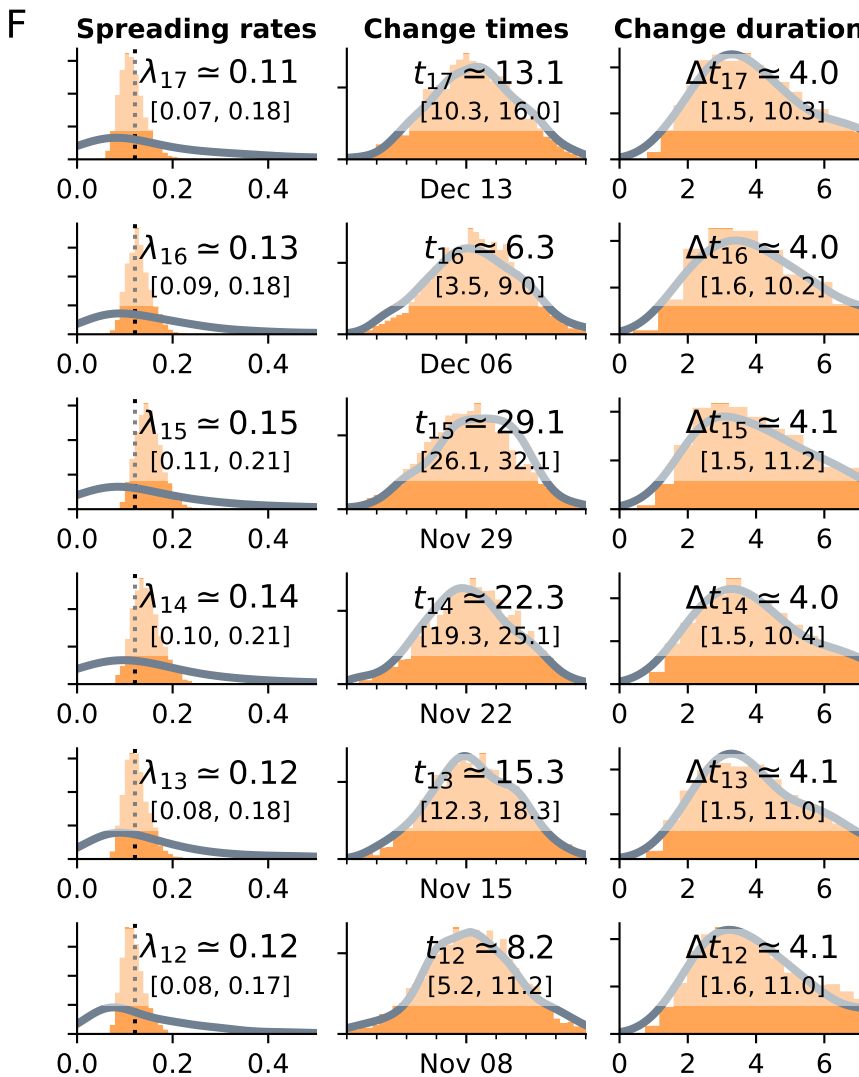 F
Spreading rates Change times Change duration
λ17 ≃ 0.11 t17 ≃ 13.1 Δt17 ≃ 4.0
[0.07, 0.18] [10.3, 16.0] [1.5, 10.3]
0.0 0.2 0.4 Dec 13 0 2 4 6
λ16 ≃ 0.13 t16 ≃ 6.3 Δt16 ≃ 4.0
[0.09, 0.18] [3.5, 9.0] [1.6, 10.2]
0.0 0.2 0.4 Dec 06 0 2 4 6
λ15 ≃ 0.15 t15 ≃ 29.1 Δt15 ≃ 4.1
[0.11, 0.21] [26.1, 32.1] [1.5, 11.2]
0.0 0.2 0.4 Nov 29 0 2 4 6
λ14 ≃ 0.14 t14 ≃ 22.3 Δt14 ≃ 4.0
[0.10, 0.21] [19.3, 25.1] [1.5, 10.4]
0.0 0.2 0.4 Nov 22 0 2 4 6
λ13 ≃ 0.12 t13 ≃ 15.3 Δt13 ≃ 4.1
[0.08, 0.18] [12.3, 18.3] [1.5, 11.0]
0.0 0.2 0.4 Nov 15 0 2 4 6
λ12 ≃ 0.12 t12 ≃ 8.2 Δt12 ≃ 4.1
[0.08, 0.17] [5.2, 11.2] [1.6, 11.0]
0.0 0.2 0.4 Nov 08 0 2 4 6